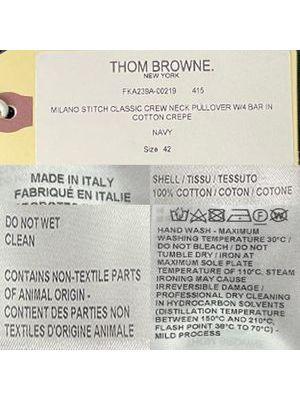 THOM BROWNE.
NEW YORK
FKA239A-00219 415
MILANO STITCH CLASSIC CREW NECK PULLOVER W/4 BAR IN
COTTON CREPE
NAVY
Size 42
MADE IN ITALY
FABRIQUÉ EN ITALIE
DO NOT WET
CLEAN
CONTAINS NON-TEXTILE PARTS
OF ANIMAL ORIGIN -
CONTIENT DES PARTIES NON
TEXTILES D'ORIGINE ANIMALE
SHELL / TISSU / TESSUTO
100% COTTON / COTON / COTONE
HAND WASH - MAXIMUM
WASHING TEMPERATURE 30°C /
DO NOT BLEACH / DO NOT
TUMBLE DRY / IRON AT
MAXIMUM SOLE PLATE
TEMPERATURE OF 110°C, STEAM
IRONING MAY CAUSE
IRREVERSIBLE DAMAGE /
PROFESSIONAL DRY CLEANING
IN HYDROCARBON SOLVENTS
(DISTILLATION TEMPERATURE
BETWEEN 150°C AND 210°C,
FLASH POINT 38°C TO 70°C) -
MILD PROCESS